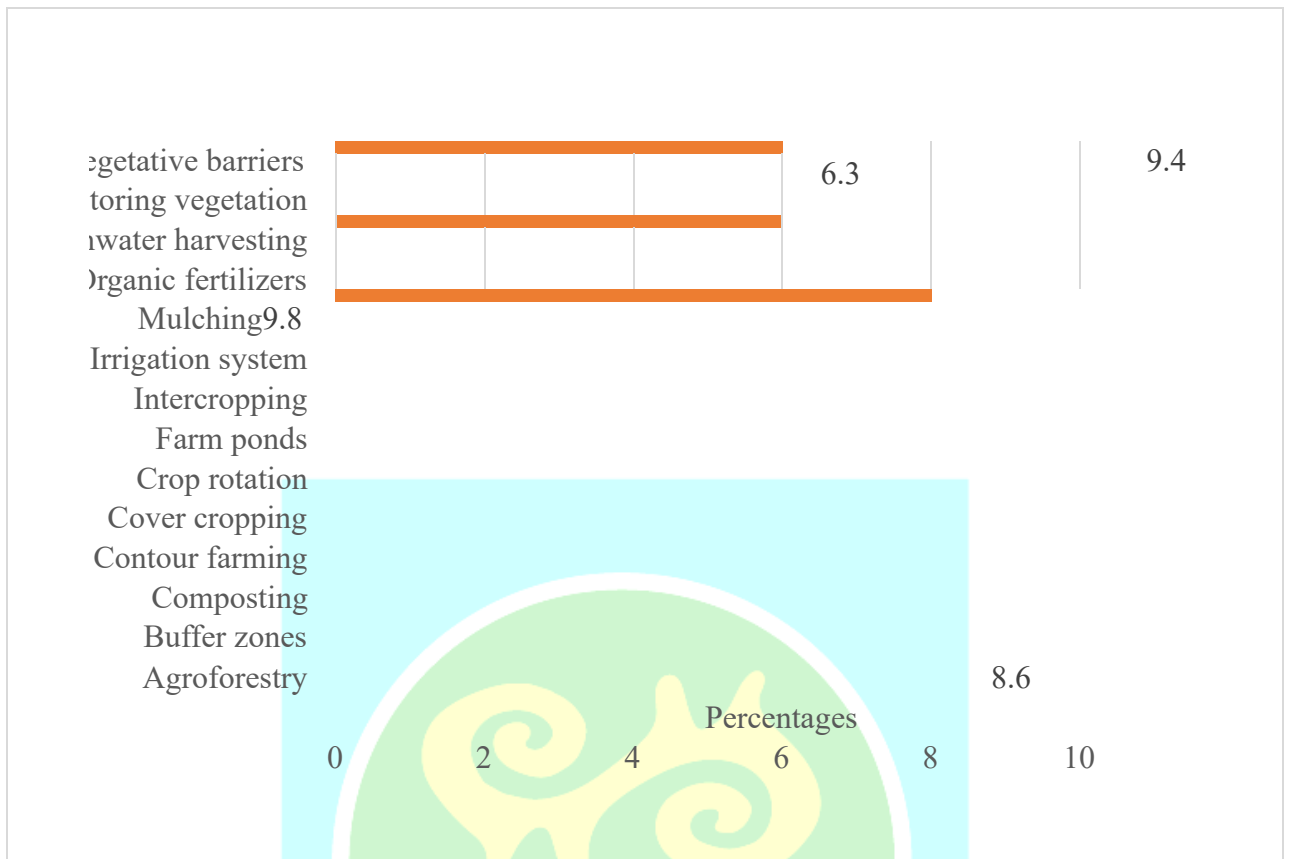 egetative barriers 6.3 9.4
toring vegetation
water harvesting
rganic fertilizers
Mulching9.8
Irrigation system
Intercropping
Farm ponds
Crop rotation
Cover cropping
Contour farming
Composting
Buffer zones
Agroforestry 8.6
Percentages
0 2 4 6 8 10